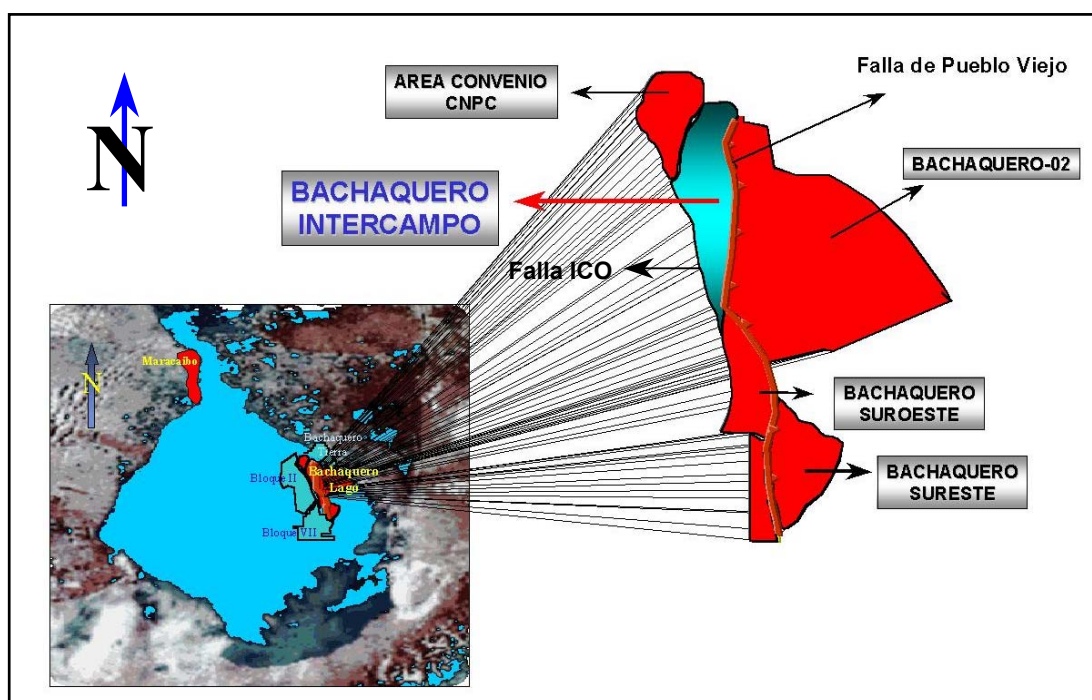 N
AREA CONVENIO
CNPC
Falla de Pueblo Viejo
BACHAQUERO-02
BACHAQUERO
INTERCAMPO
Falla ICO
BACHAQUERO
SUROESTE
BACHAQUERO
SURESTE
N
Maracaibo
Bachaquero
Tierra
Bloque II
Bachaquero
Lago
Bloque VII